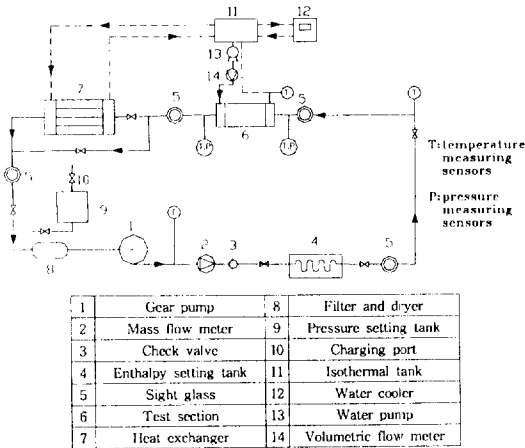 11
12
13
14
7
5
5
T
6
T
T,P
T,P
T:temperature
measuring
sensors
P:pressure
measuring
sensors
5
10
9
8
1
T
2
3
4
5
1 Gear pump 8 Filter and dryer
2 Mass flow meter 9 Pressure setting tank
3 Check valve 10 Charging port
4 Enthalpy setting tank 11 Isothermal tank
5 Sight glass 12 Water cooler
6 Test section 13 Water pump
7 Heat exchanger 14 Volumetric flow meter